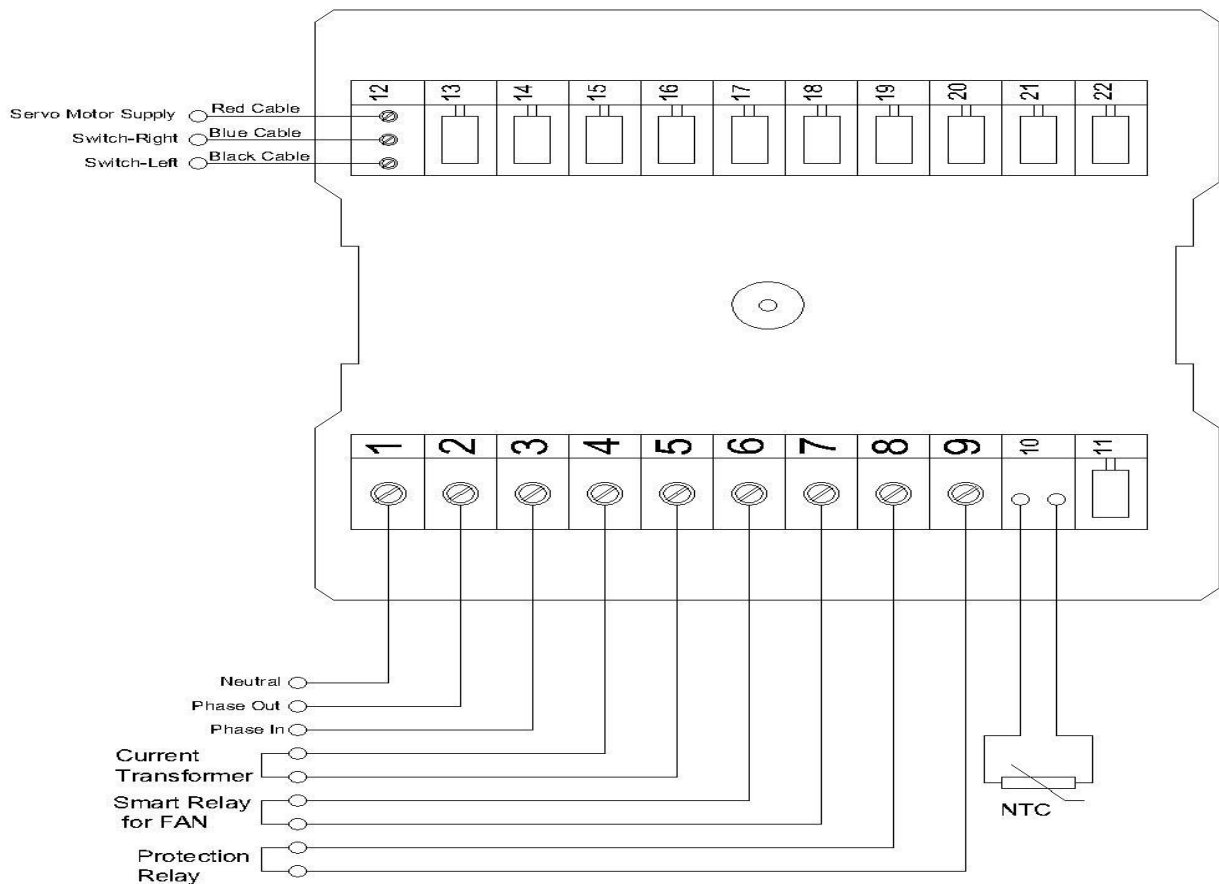 12 13 14 15 16 17 18 19 20 21 22
Servo Motor Supply Red Cable
Switch-Right Blue Cable
Switch-Left Black Cable
1 2 3 4 5 6 7 8 9 10 11
Neutral
Phase Out
Phase In
Current
Transformer
Smart Relay
for FAN
Protection
Relay
NTC